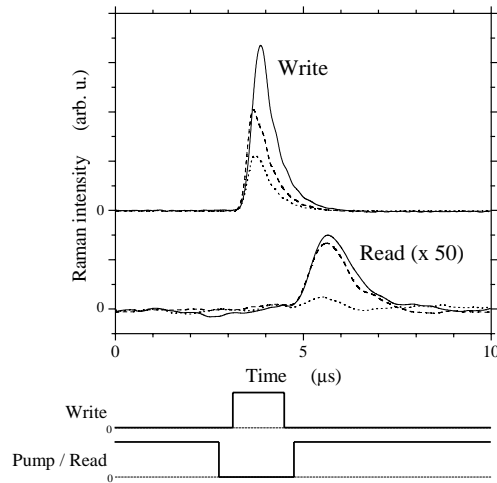 Write
0
Raman intensity (arb. u.)
Read (x 50)
0
0 5 10
Time (µs)
Write
0
Pump / Read
0